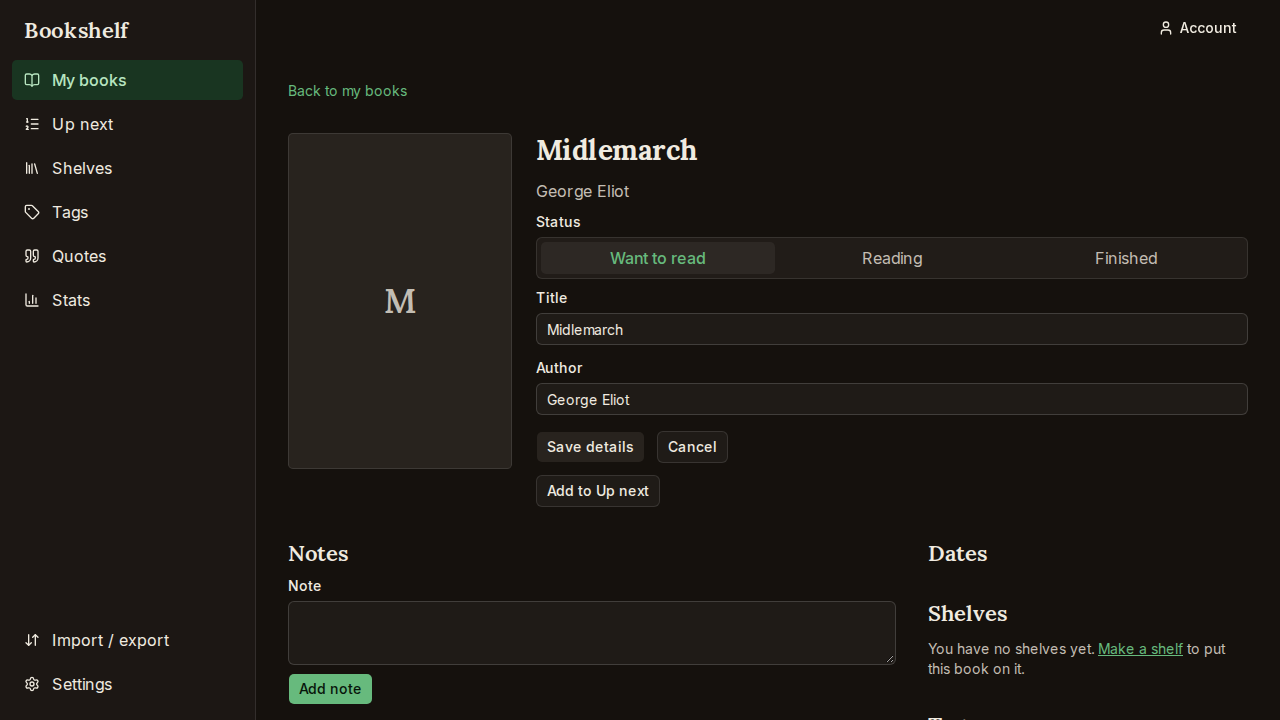 Bookshelf
My books
Up next
Shelves
Tags
Quotes
Stats
Import / export
Settings
Account
Back to my books
M
Midlemarch
George Eliot
Status
Want to read
Reading
Finished
Title
Midlemarch
Author
George Eliot
Save details
Cancel
Add to Up next
Notes
Note
Add note
Dates
Shelves
You have no shelves yet. Make a shelf to put
this book on it.